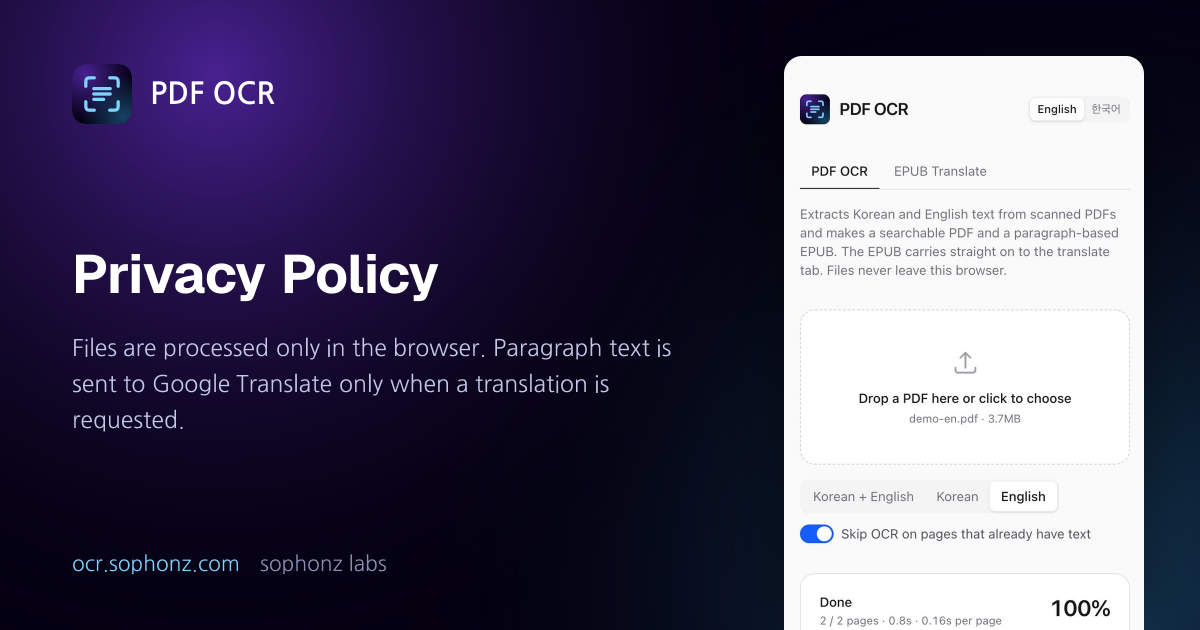 PDF OCR
Privacy Policy
Files are processed only in the browser. Paragraph text is
sent to Google Translate only when a translation is
requested.
ocr.sophonz.com sophonz labs
PDF OCR
English 한국어
PDF OCR EPUB Translate
Extracts Korean and English text from scanned PDFs
and makes a searchable PDF and a paragraph-based
EPUB. The EPUB carries straight on to the translate
tab. Files never leave this browser.
Drop a PDF here or click to choose
demo-en.pdf · 3.7MB
Korean + English Korean English
Skip OCR on pages that already have text
Done
100%
2 / 2 pages · 0.8s · 0.16s per page